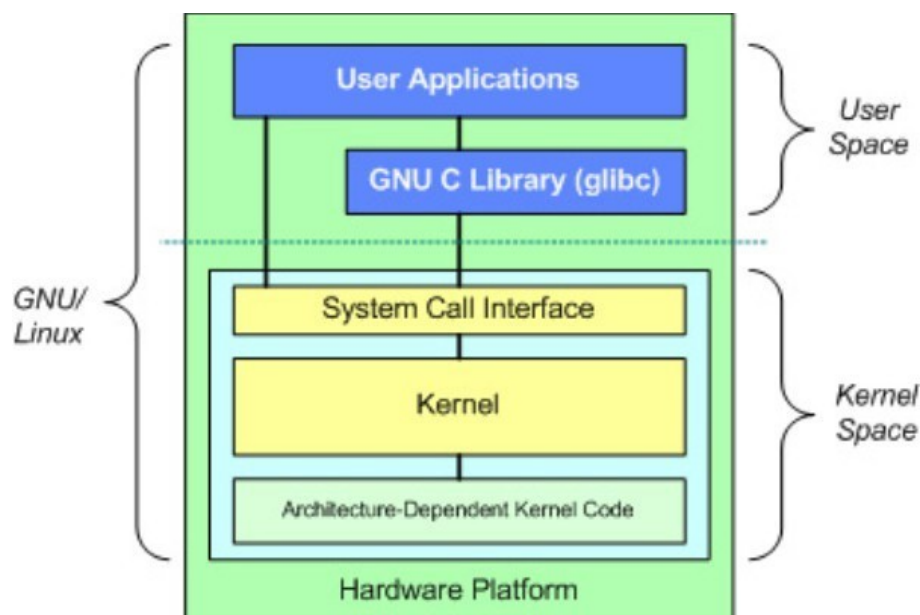 User Applications
User
Space
GNU C Library (glibc)
GNU/
Linux
System Call Interface
Kernel
Kernel
Space
Architecture-Dependent Kernel Code
Hardware Platform